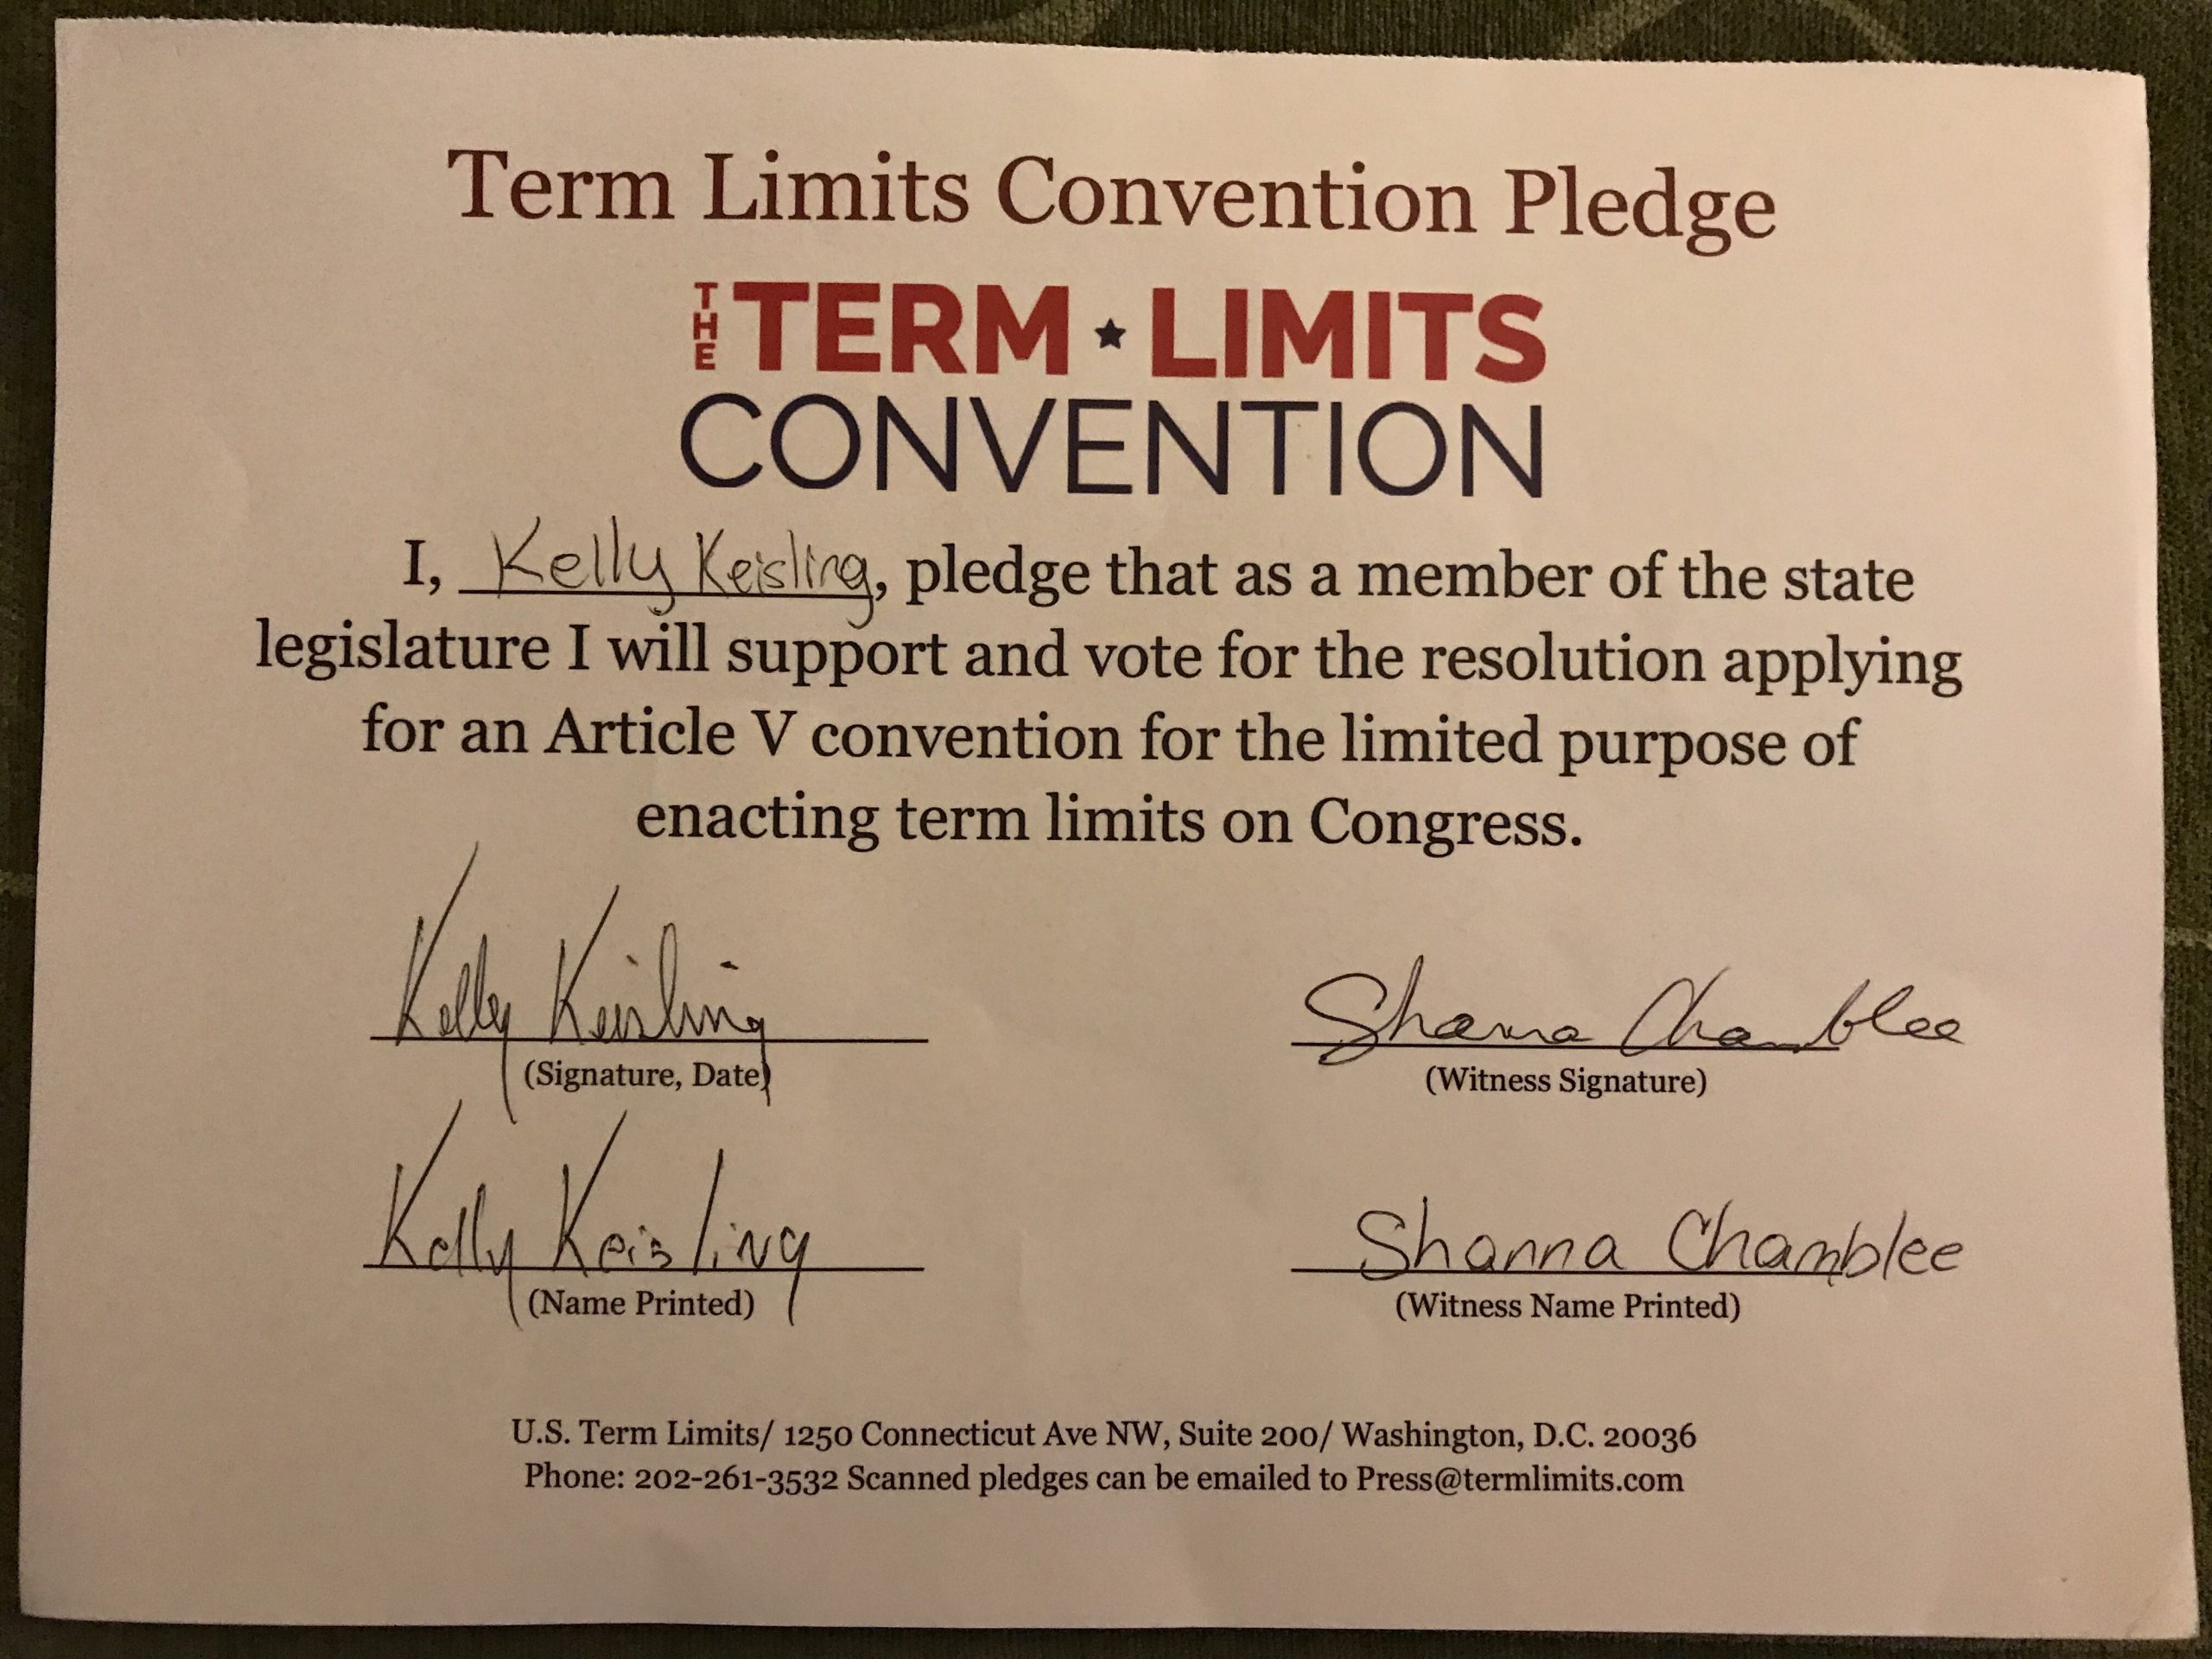 Term Limits Convention Pledge
THE TERM ★ LIMITS
CONVENTION
I, Kelly Keisling, pledge that as a member of the state
legislature I will support and vote for the resolution applying
for an Article V convention for the limited purpose of
enacting term limits on Congress.
Kelly Keisling
(Signature, Date)
Shanna Chamblee
(Witness Signature)
Kelly Keisling
(Name Printed)
Shanna Chamblee
(Witness Name Printed)
U.S. Term Limits/ 1250 Connecticut Ave NW, Suite 200/ Washington, D.C. 20036
Phone: 202-261-3532 Scanned pledges can be emailed to Press@termlimits.com